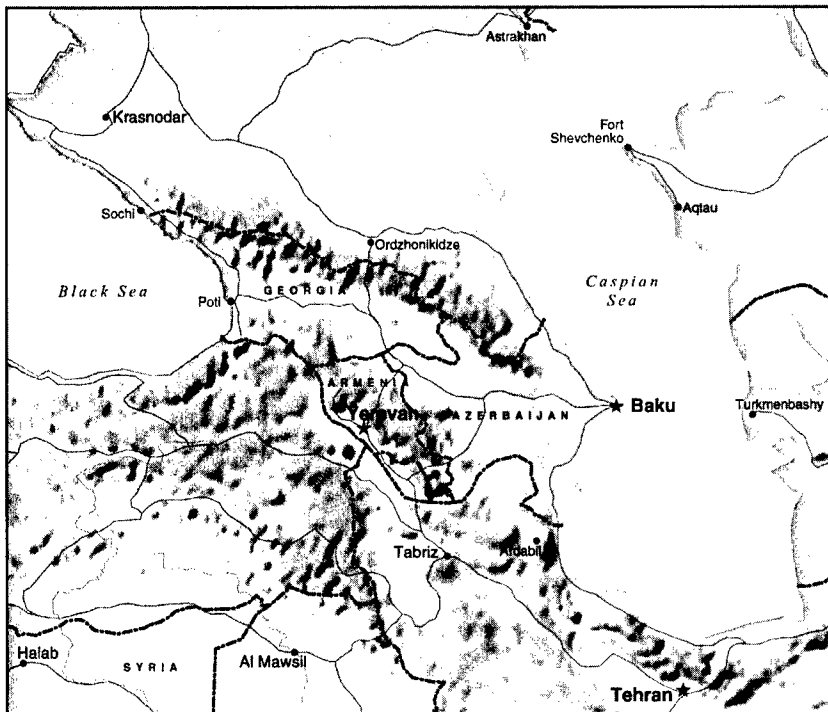 Astrakhan
Krasnodar
Fort
Shevchenko
Aqtau
Sochi
Ordzhonikidze
Black Sea
GEORGIA
Caspian
Sea
Poti
ARMENIA
Yerevan
AZERBAIJAN
Baku
Turkmenbashy
Tabriz
Ardabil
Halab
SYRIA
Al Mawsil
Tehran